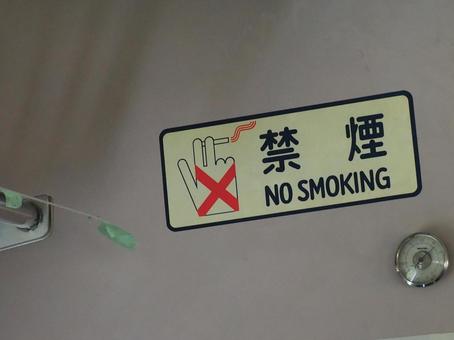 禁 煙
NO SMOKING